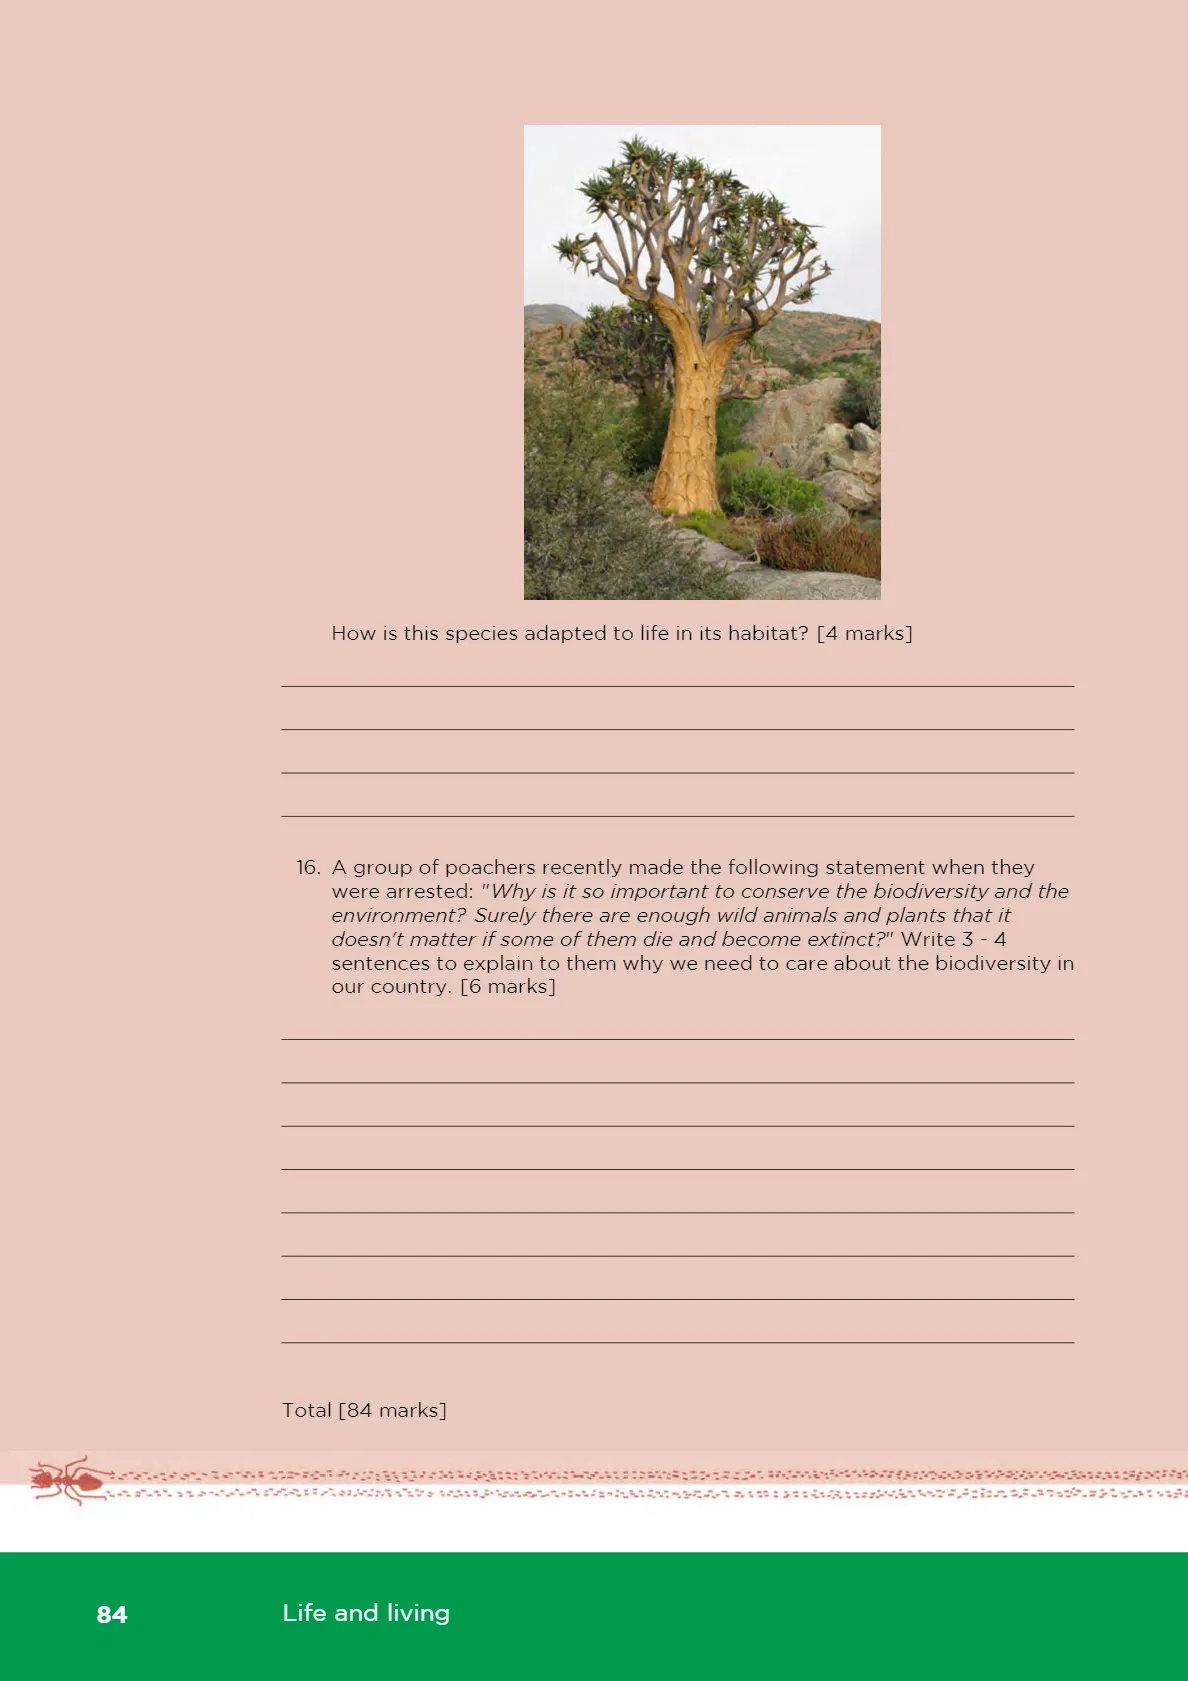 How is this species adapted to life in its habitat? [4 marks]
16. A group of poachers recently made the following statement when they
were arrested: "Why is it so important to conserve the biodiversity and the
environment? Surely there are enough wild animals and plants that it
doesn't matter if some of them die and become extinct?" Write 3 - 4
sentences to explain to them why we need to care about the biodiversity in
our country. [6 marks]
Total [84 marks]
84 Life and living